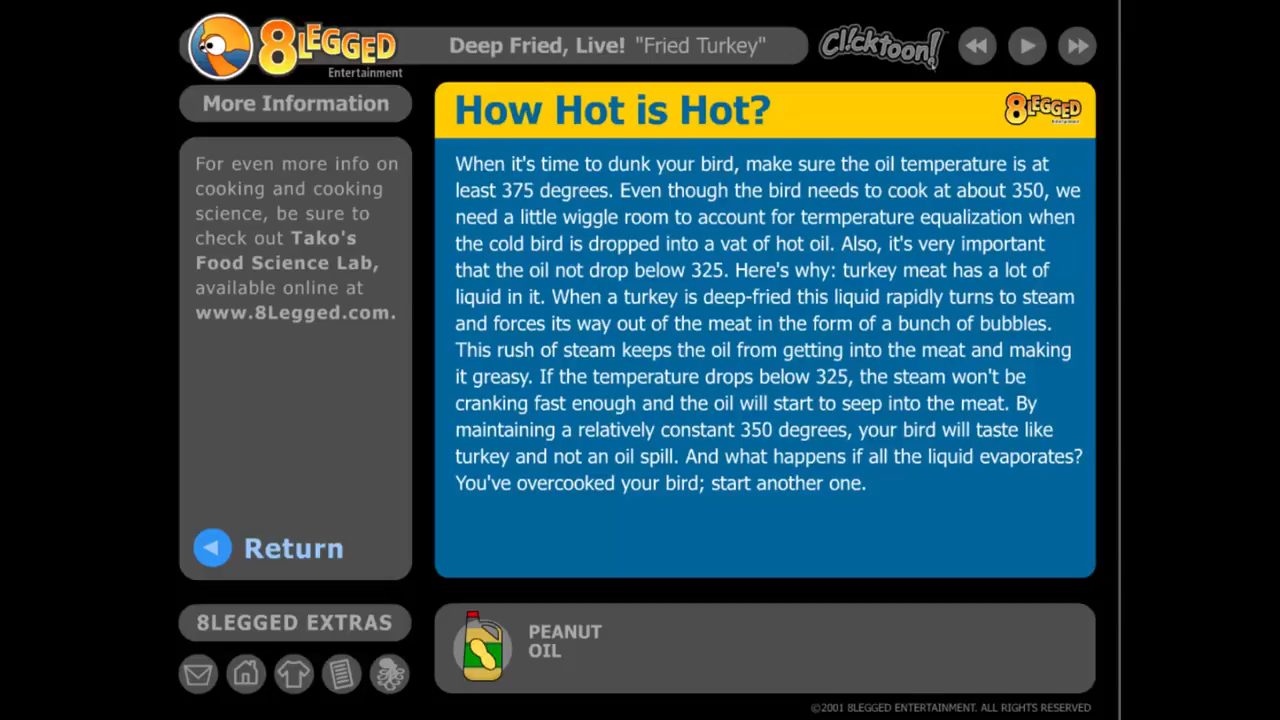 8LEGGED
Entertainment
Deep Fried, Live! "Fried Turkey"
Cl!cktoon!
More Information
For even more info on
cooking and cooking
science, be sure to
check out Tako's
Food Science Lab,
available online at
www.8Legged.com.
Return
How Hot is Hot?
8LEGGED
Entertainment
When it's time to dunk your bird, make sure the oil temperature is at
least 375 degrees. Even though the bird needs to cook at about 350, we
need a little wiggle room to account for termperature equalization when
the cold bird is dropped into a vat of hot oil. Also, it's very important
that the oil not drop below 325. Here's why: turkey meat has a lot of
liquid in it. When a turkey is deep-fried this liquid rapidly turns to steam
and forces its way out of the meat in the form of a bunch of bubbles.
This rush of steam keeps the oil from getting into the meat and making
it greasy. If the temperature drops below 325, the steam won't be
cranking fast enough and the oil will start to seep into the meat. By
maintaining a relatively constant 350 degrees, your bird will taste like
turkey and not an oil spill. And what happens if all the liquid evaporates?
You've overcooked your bird; start another one.
8LEGGED EXTRAS
PEANUT
OIL
©2001 8LEGGED ENTERTAINMENT. ALL RIGHTS RESERVED